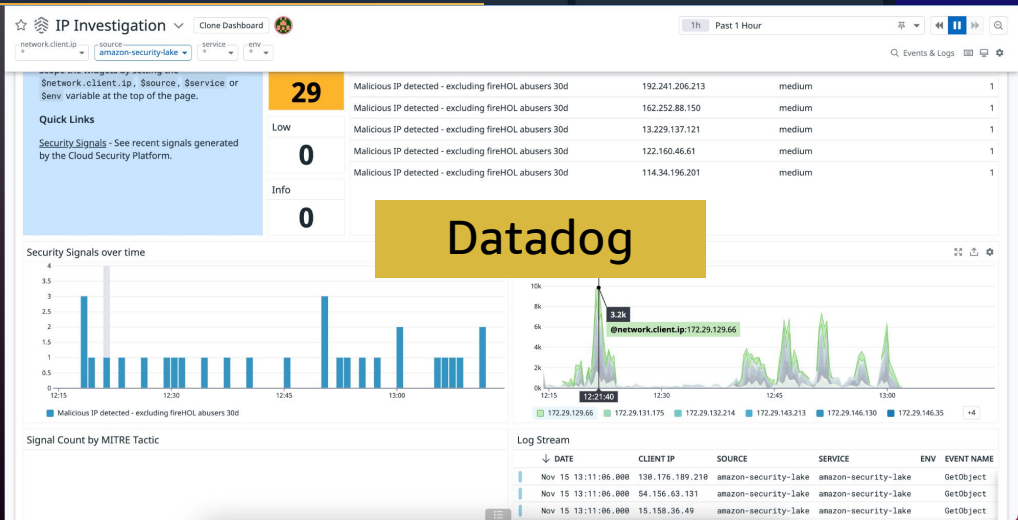 IP Investigation
Clone Dashboard
1h Past 1 Hour
network.client.ip
*
source
amazon-security-lake
service
*
env
*
Events & Logs
$network.client.ip, $source, $service or
$env variable at the top of the page.
Quick Links
Security Signals - See recent signals generated
by the Cloud Security Platform.
29
Low
0
Info
0
Malicious IP detected - excluding fireHOL abusers 30d 192.241.206.213 medium 1
Malicious IP detected - excluding fireHOL abusers 30d 162.252.88.150 medium 1
Malicious IP detected - excluding fireHOL abusers 30d 13.229.137.121 medium 1
Malicious IP detected - excluding fireHOL abusers 30d 122.160.46.61 medium 1
Malicious IP detected - excluding fireHOL abusers 30d 114.34.196.201 medium 1
Datadog
Security Signals over time
4
3.5
3
2.5
2
1.5
1
0.5
0
12:15 12:30 12:45 13:00
Malicious IP detected - excluding fireHOL abusers 30d
10k
8k
6k
4k
2k
0k
3.2k
@network.client.ip:172.29.129.66
12:15 12:21:40 12:30 12:45 13:00
172.29.129.66 172.29.131.175 172.29.132.214 172.29.143.213 172.29.146.130 172.29.146.35 +4
Signal Count by MITRE Tactic
Log Stream
DATE CLIENT IP SOURCE SERVICE ENV EVENT NAME
Nov 15 13:11:06.000 130.176.189.210 amazon-security-lake amazon-security-lake GetObject
Nov 15 13:11:06.000 54.156.63.131 amazon-security-lake amazon-security-lake GetObject
Nov 15 13:11:06.000 15.158.36.49 amazon-security-lake amazon-security-lake GetObject